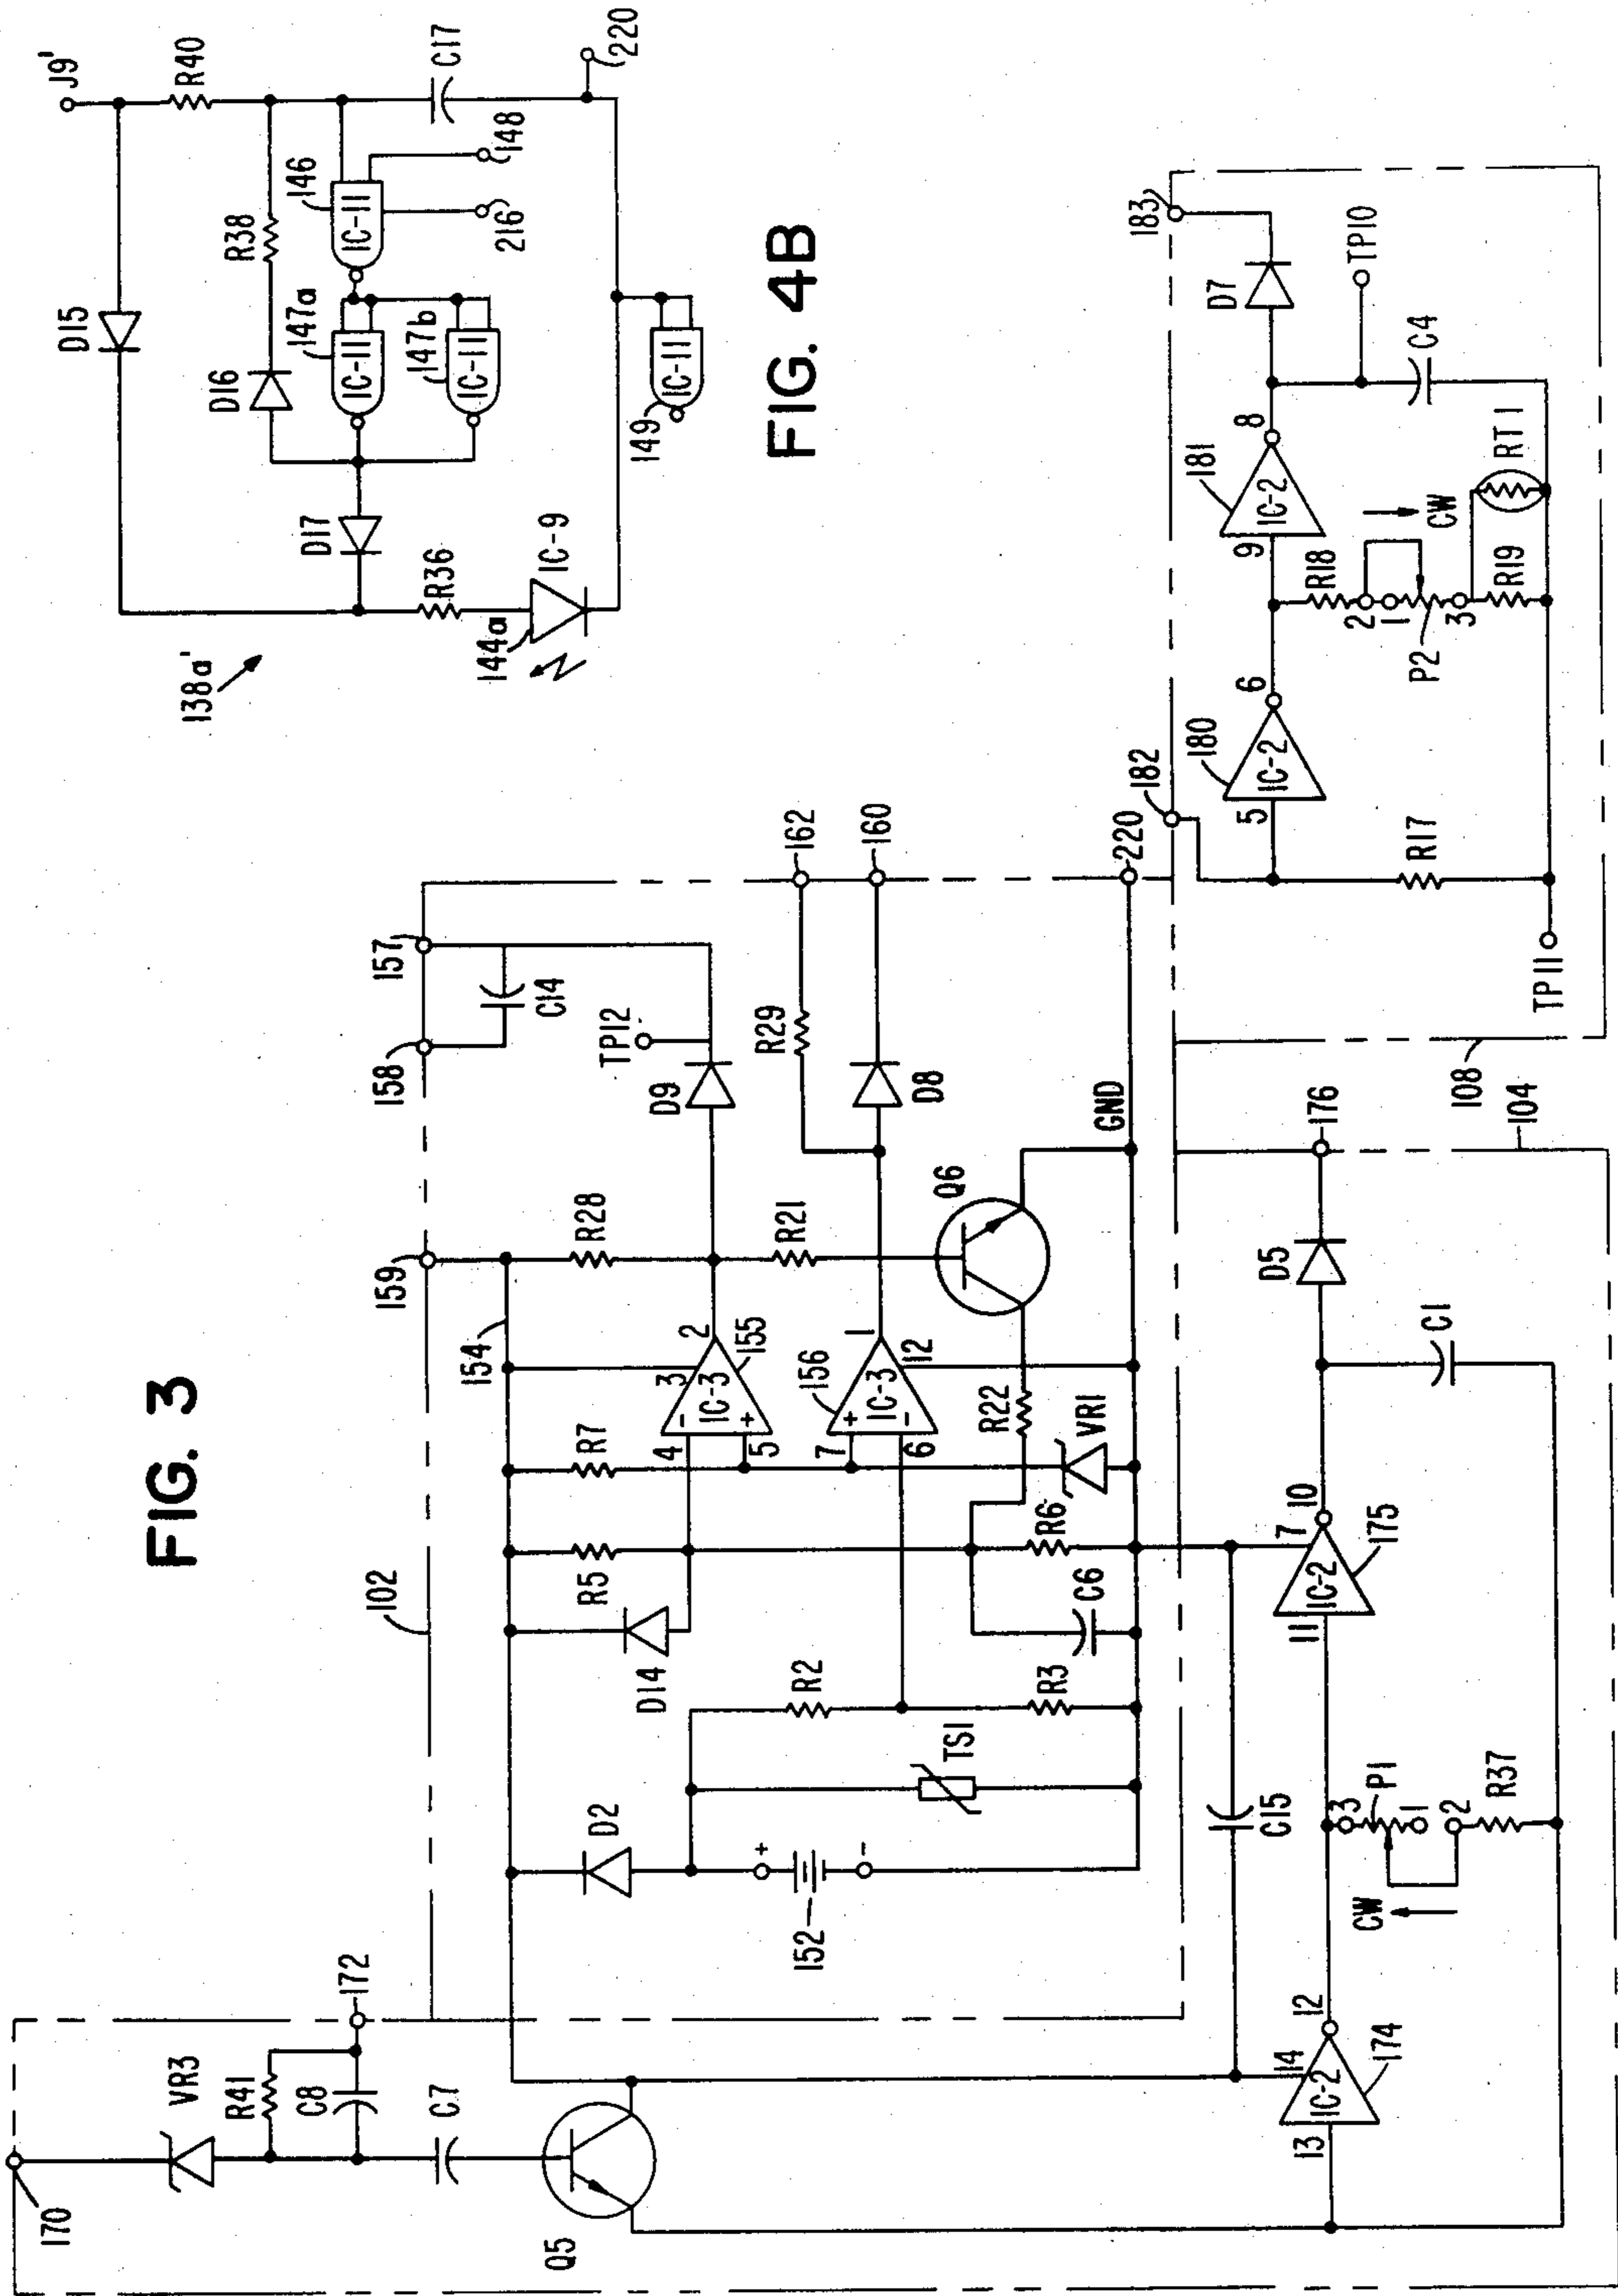 FIG. 3
170
VR3
R41
C8
172
C7
Q5
102
159
158
157
C14
154
TP12
D9
R28
R7
R5
D14
D2
4
5
3
IC-3
-
+
2
155
R21
R29
162
7
6
156
IC-3
+
-
1
12
D8
160
Q6
R2
R3
TS1
152
+
-
C6
R6
R22
VR1
GND
220
C15
13
14
IC-2
12
174
CW
3
P1
1
2
R37
11
7
IC-2
10
175
C1
D5
176
104
108
182
183
180
5
IC-2
6
181
9
IC-2
8
D7
TP10
R17
TP11
R18
2
1
3
P2
CW
R19
RT1
C4
FIG. 4B
138a'
J9'
D15
R40
R38
D16
146
IC-11
147a
IC-11
147b
IC-11
148
216
C17
220
D17
R36
144a
IC-9
149
IC-11